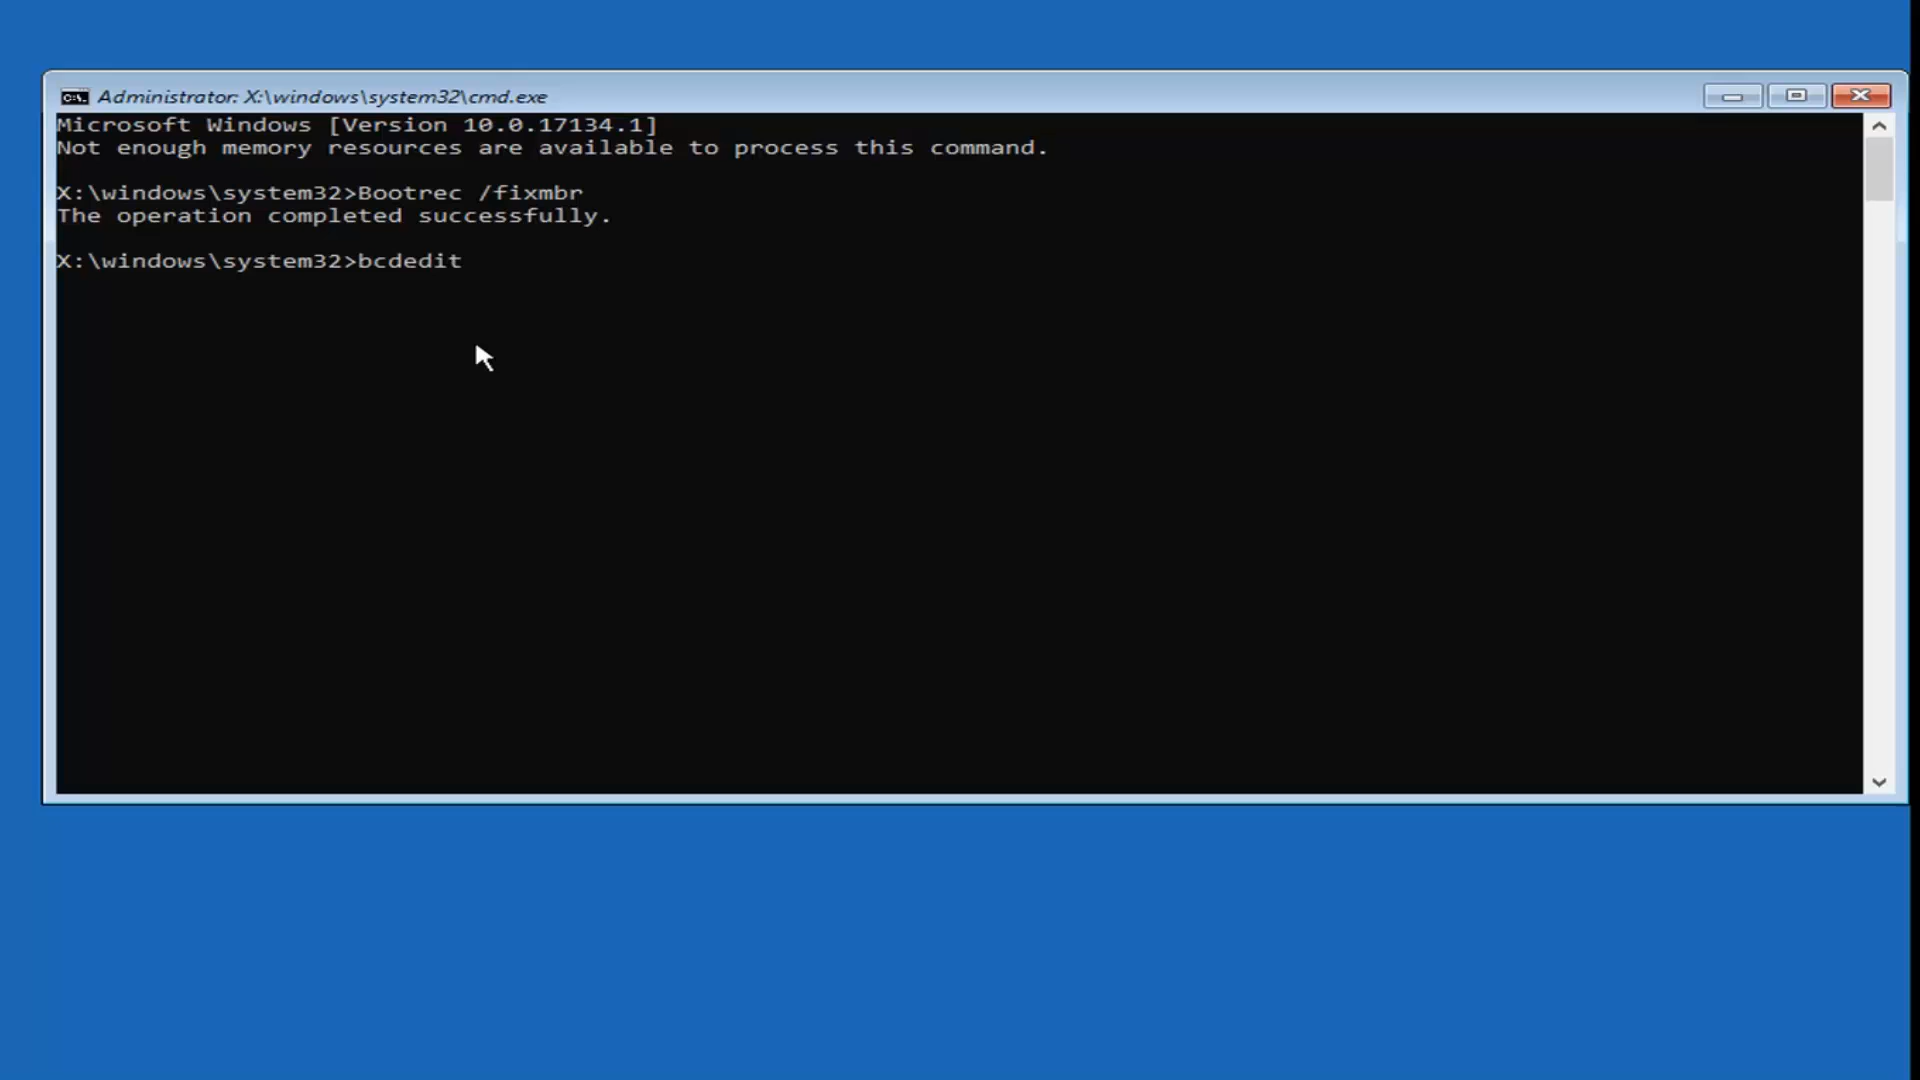 Administrator: X:\windows\system32\cmd.exe
Microsoft Windows [Version 10.0.17134.1]
Not enough memory resources are available to process this command.
X:\windows\system32>Bootrec /fixmbr
The operation completed successfully.
X:\windows\system32>bcdedit